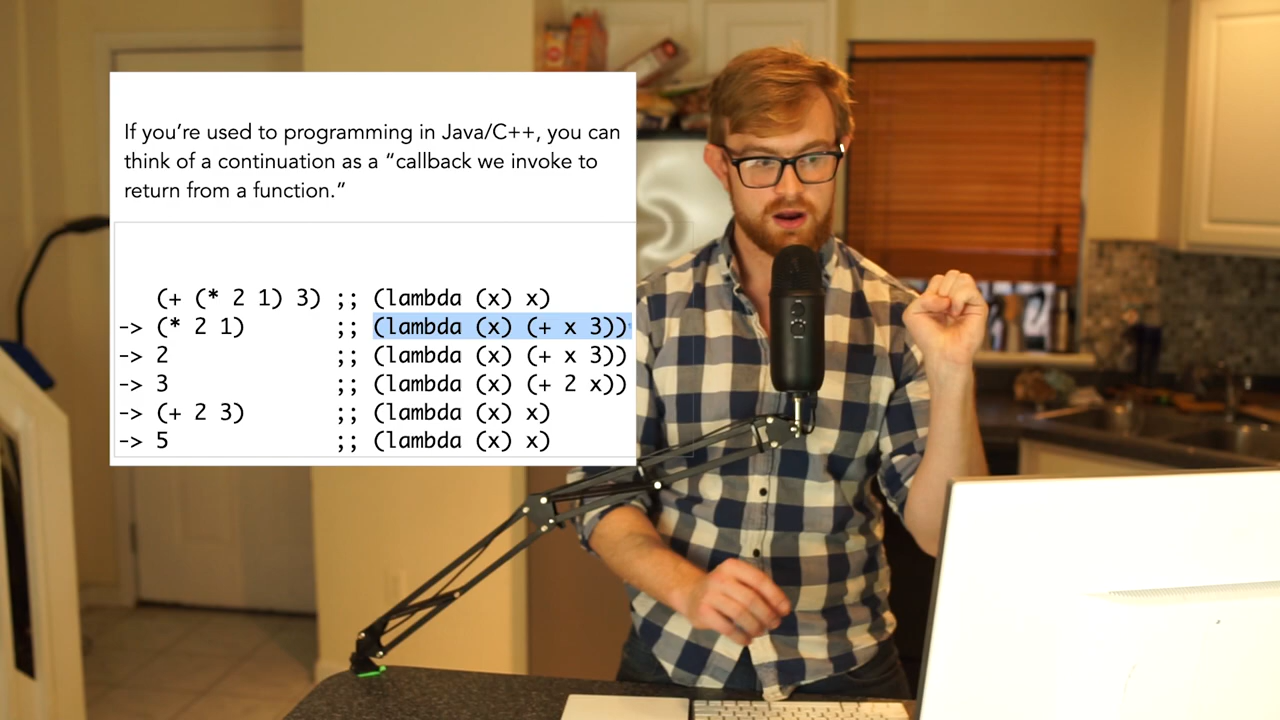 If you’re used to programming in Java/C++, you can
think of a continuation as a “callback we invoke to
return from a function.”
(+ (* 2 1) 3) ;; (lambda (x) x)
-> (* 2 1) ;; (lambda (x) (+ x 3))
-> 2 ;; (lambda (x) (+ x 3))
-> 3 ;; (lambda (x) (+ 2 x))
-> (+ 2 3) ;; (lambda (x) x)
-> 5 ;; (lambda (x) x)